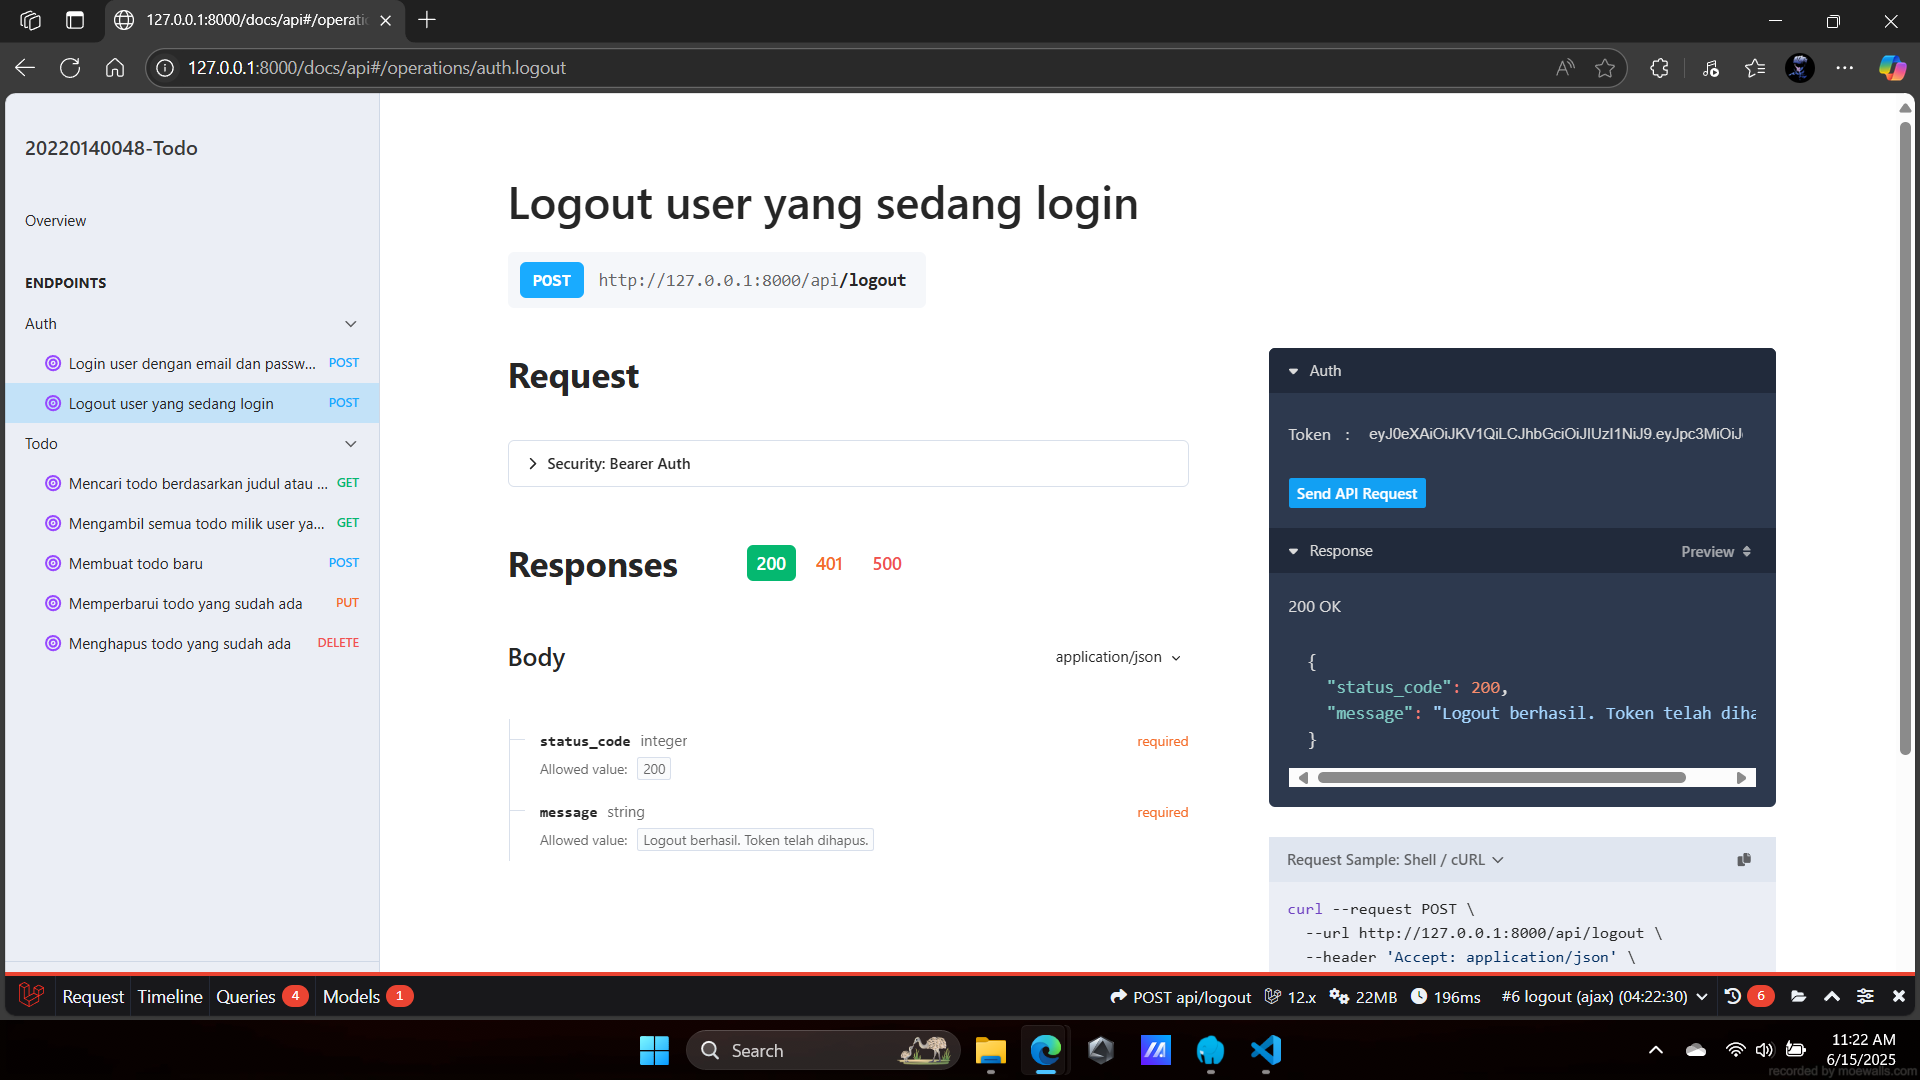 127.0.0.1:8000/docs/api#/operati
127.0.0.1:8000/docs/api#/operations/auth.logout
20220140048-Todo
Overview
ENDPOINTS
Auth
Login user dengan email dan passw... POST
Logout user yang sedang login POST
Todo
Mencari todo berdasarkan judul atau ... GET
Mengambil semua todo milik user ya... GET
Membuat todo baru POST
Memperbarui todo yang sudah ada PUT
Menghapus todo yang sudah ada DELETE
Logout user yang sedang login
POST http://127.0.0.1:8000/api/logout
Request
Security: Bearer Auth
Responses 200 401 500
Body application/json
status_code integer required
Allowed value: 200
message string required
Allowed value: Logout berhasil. Token telah dihapus.
Auth
Token : eyJ0eXAiOiJKV1QiLCJhbGciOiJIUzI1NiJ9.eyJpc3MiOiJ
Send API Request
Response Preview
200 OK
{
"status_code": 200,
"message": "Logout berhasil. Token telah diha
}
Request Sample: Shell / cURL
curl --request POST \
--url http://127.0.0.1:8000/api/logout \
--header 'Accept: application/json' \
Request Timeline Queries 4 Models 1 POST api/logout 12.x 22MB 196ms #6 logout (ajax) (04:22:30) 6
Search
11:22 AM
6/15/2025
recorded by moewalls.com